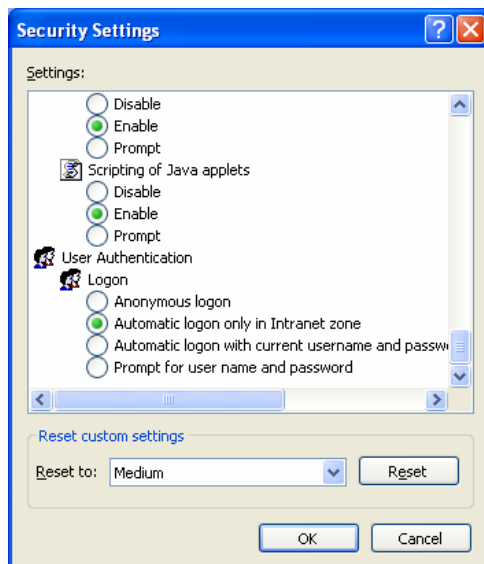 Security Settings
Settings:
Disable
Enable
Prompt
Scripting of Java applets
Disable
Enable
Prompt
User Authentication
Logon
Anonymous logon
Automatic logon only in Intranet zone
Automatic logon with current username and
Prompt for user name and password
Reset custom settings
Reset to: Medium Reset
OK Cancel